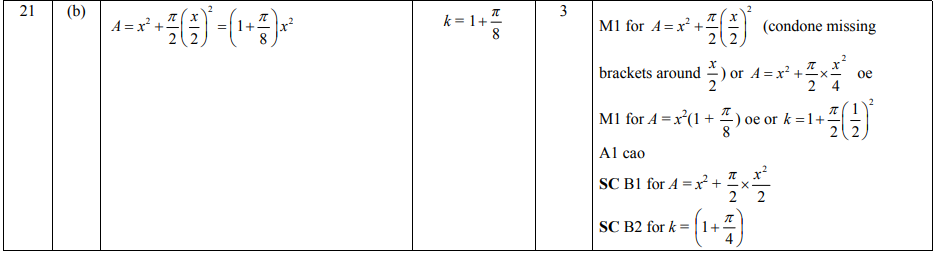 21 (b) A = x² + π/2 (x/2)² = (1 + π/8) x² k = 1 + π/8 3 M1 for A = x² + π/2 (x/2)² (condone missing
brackets around x/2 ) or A = x² + π/2 × x²/4 oe
M1 for A = x²(1 + π/8 ) oe or k = 1 + π/2 (1/2)²
A1 cao
SC B1 for A = x² + π/2 × x²/2
SC B2 for k = (1 + π/4)